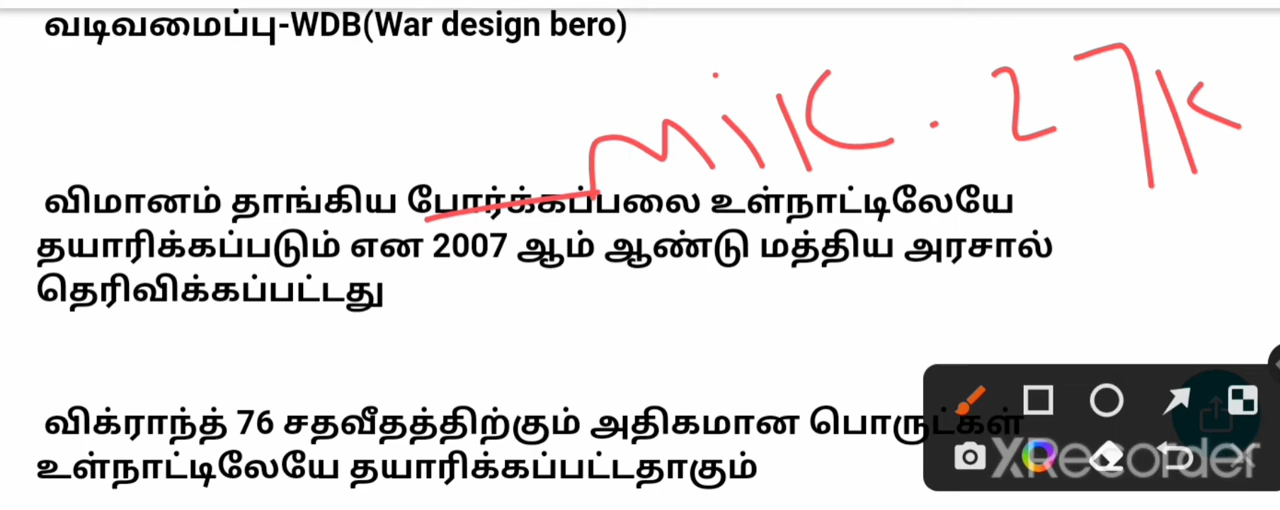 வடிவமைப்பு-WDB(War design bero)
MiK. 27K
விமானம் தாங்கிய போர்க்கப்பலை உள்நாட்டிலேயே
தயாரிக்கப்படும் என 2007 ஆம் ஆண்டு மத்திய அரசால்
தெரிவிக்கப்பட்டது
விக்ராந்த் 76 சதவீதத்திற்கும் அதிகமான பொருட்கள்
உள்நாட்டிலேயே தயாரிக்கப்பட்டதாகும்
XRecorder